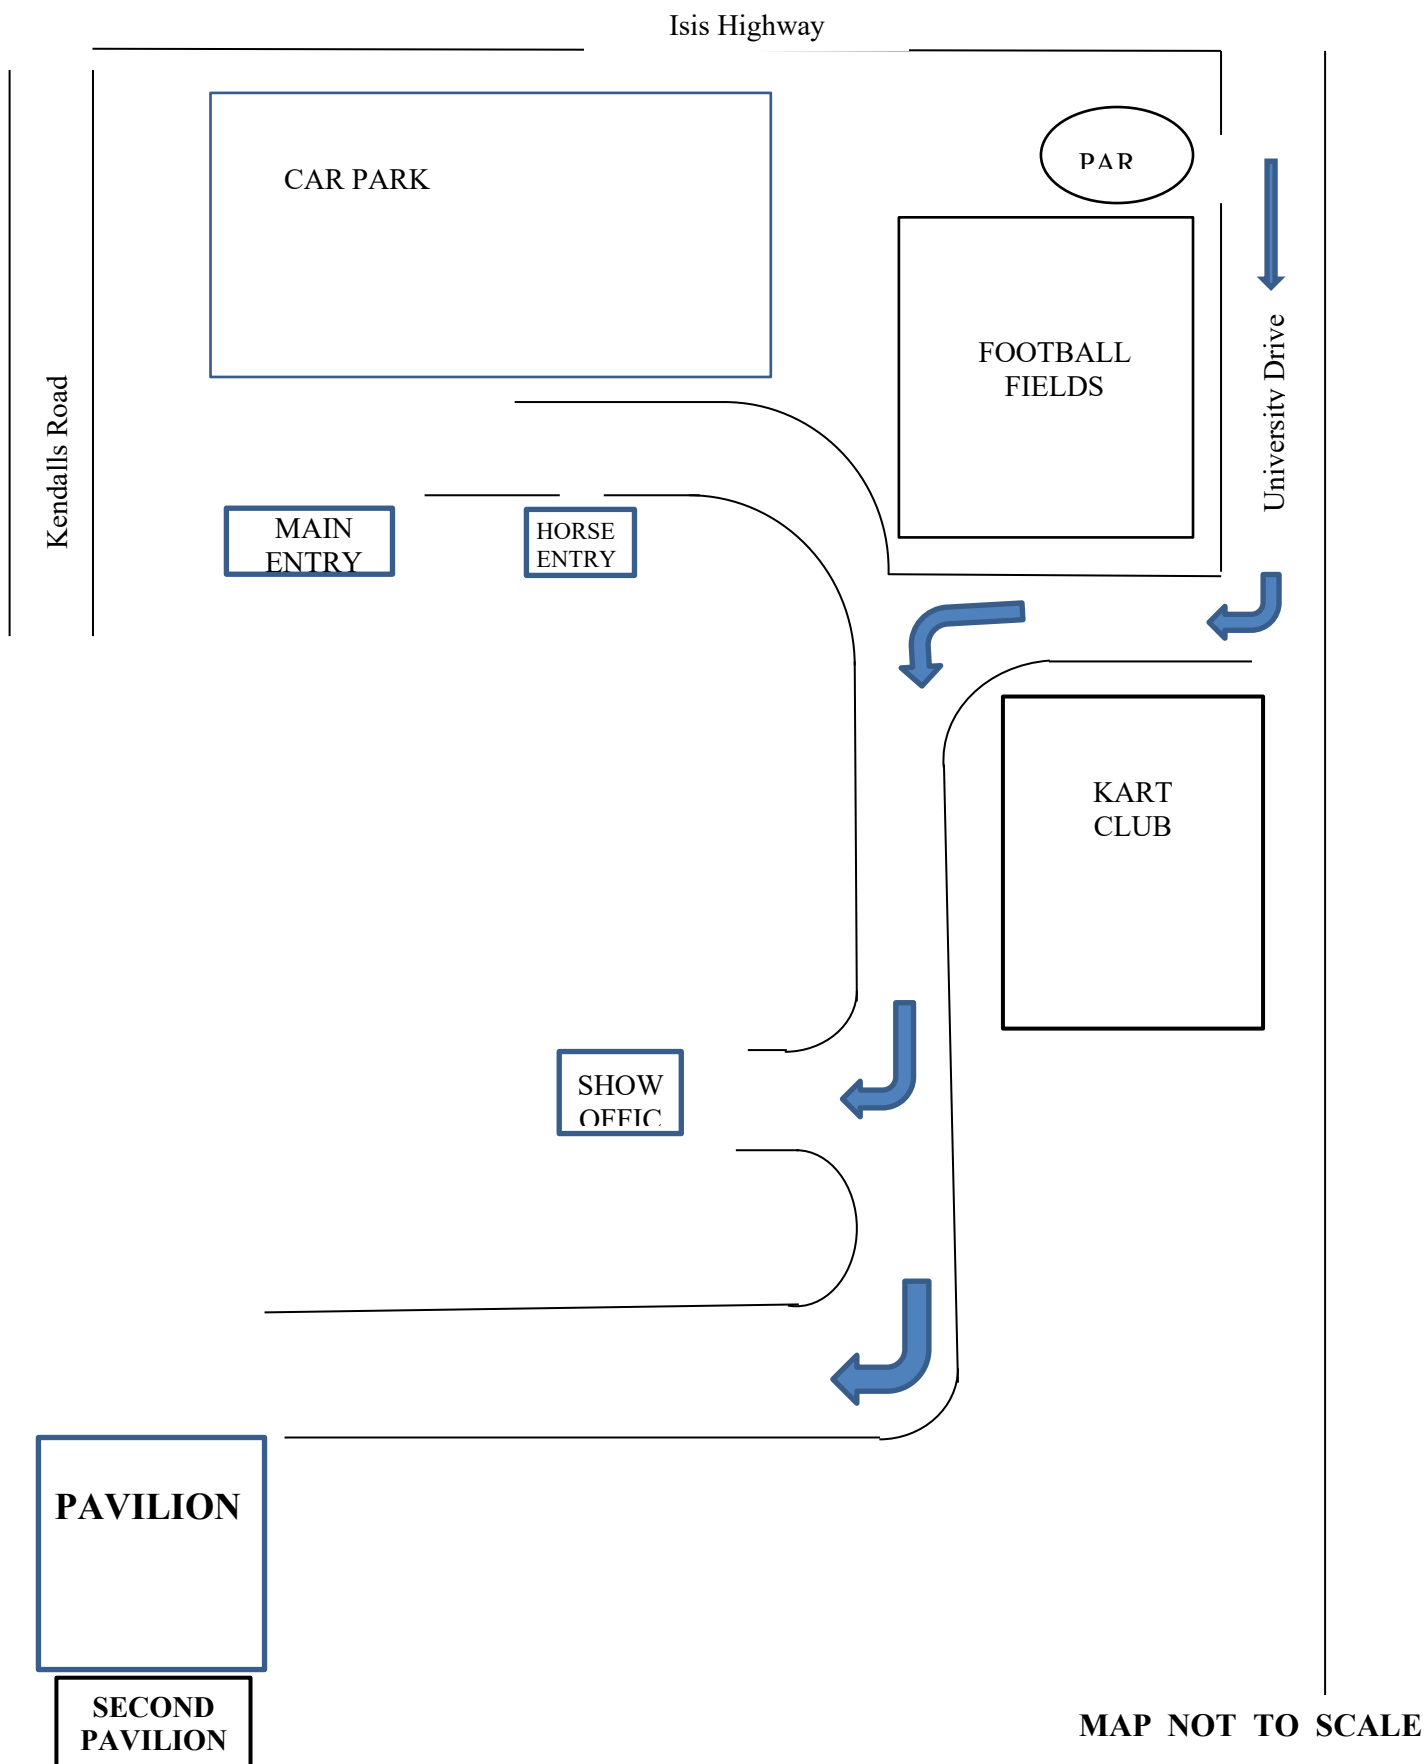 Isis Highway
CAR PARK
PAR
FOOTBALL
FIELDS
University Drive
Kendalls Road
MAIN
ENTRY
HORSE
ENTRY
KART
CLUB
SHOW
OFFIC
PAVILION
SECOND
PAVILION
MAP NOT TO SCALE